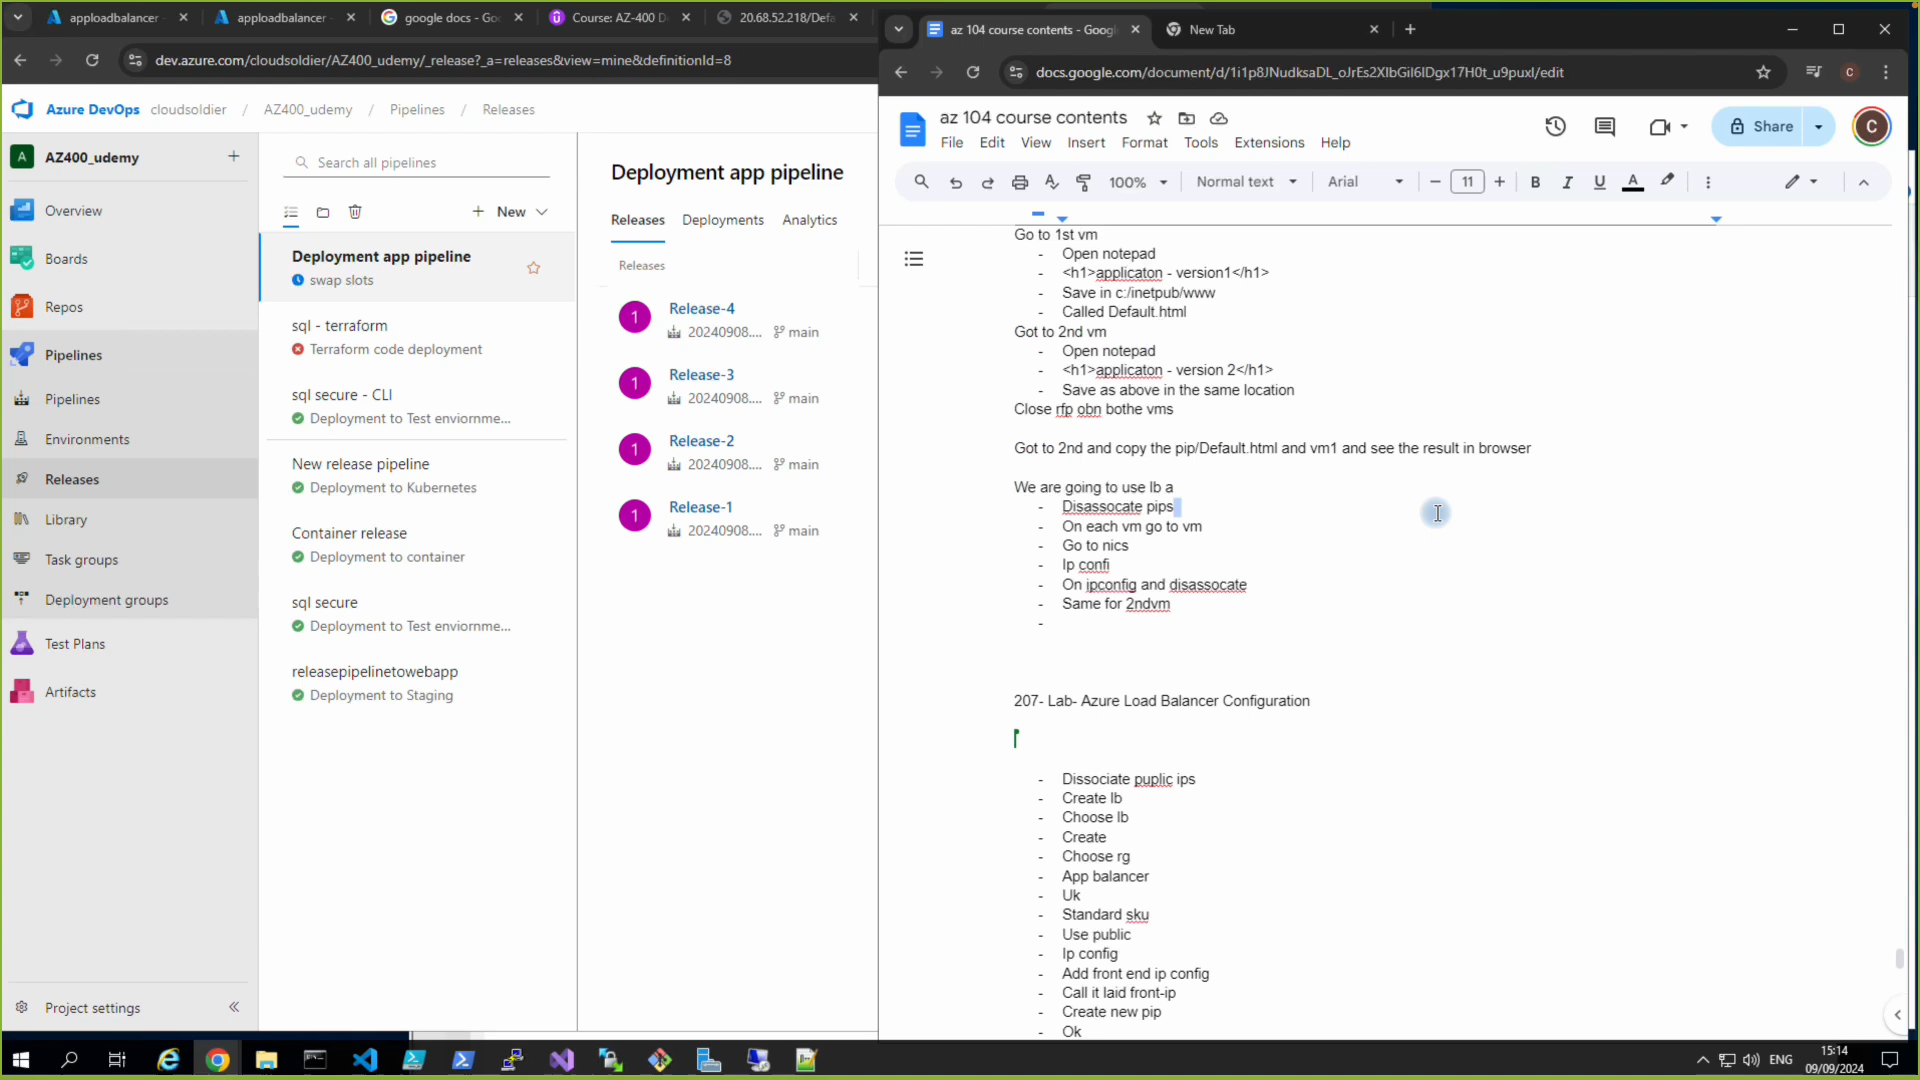 apploadbalancer
apploadbalancer
google docs - Goo
Course: AZ-400 D
20.68.52.218/Defa
az 104 course contents - Googl
New Tab
dev.azure.com/cloudsoldier/AZ400_udemy/_release?_a=releases&view=mine&definitionId=8
docs.google.com/document/d/1i1p8JNudksaDL_oJrEs2XIbGil6lDgx17H0t_u9puxI/edit
Azure DevOps cloudsoldier / AZ400_udemy / Pipelines / Releases
A AZ400_udemy
Overview
Boards
Repos
Pipelines
Pipelines
Environments
Releases
Library
Task groups
Deployment groups
Test Plans
Artifacts
Project settings
Search all pipelines
New
Deployment app pipeline
swap slots
sql - terraform
Terraform code deployment
sql secure - CLI
Deployment to Test enviornme...
New release pipeline
Deployment to Kubernetes
Container release
Deployment to container
sql secure
Deployment to Test enviornme...
releasepipelinetowebapp
Deployment to Staging
Deployment app pipeline
Releases Deployments Analytics
Releases
1 Release-4
20240908.... main
1 Release-3
20240908.... main
1 Release-2
20240908.... main
1 Release-1
20240908.... main
az 104 course contents
File Edit View Insert Format Tools Extensions Help
Share
C
C
100% Normal text Arial 11 B I U A
Go to 1st vm
- Open notepad
- <h1>applicaton - version1</h1>
- Save in c:/inetpub/www
- Called Default.html
Got to 2nd vm
- Open notepad
- <h1>applicaton - version 2</h1>
- Save as above in the same location
Close rfp obn bothe vms
Got to 2nd and copy the pip/Default.html and vm1 and see the result in browser
We are going to use lb a
- Disassocate pips
- On each vm go to vm
- Go to nics
- Ip confi
- On ipconfig and disassocate
- Same for 2ndvm
-
207- Lab- Azure Load Balancer Configuration
- Dissociate puplic ips
- Create lb
- Choose lb
- Create
- Choose rg
- App balancer
- Uk
- Standard sku
- Use public
- Ip config
- Add front end ip config
- Call it laid front-ip
- Create new pip
- Ok
ENG
15:14
09/09/2024